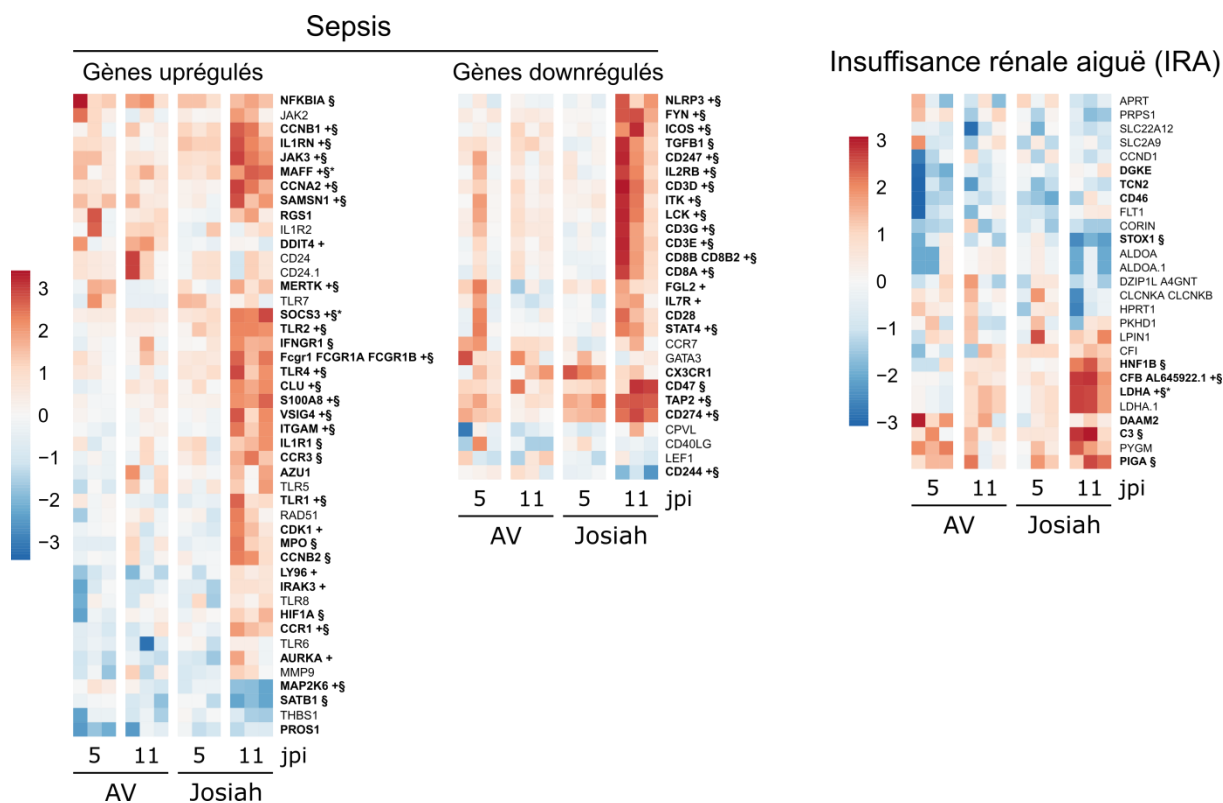 Sepsis
Gènes uprégulés
NFKBIA §
JAK2
CCNB1 +§
IL1RN +§
JAK3 +§
MAFF +§*
CCNA2 +§
SAMSN1 +§
RGS1
IL1R2
DDIT4 +
CD24
CD24.1
MERTK +§
TLR7
SOCS3 +§*
TLR2 +§
IFNGR1 §
Fcgr1 FCGR1A FCGR1B +§
TLR4 +§
CLU +§
S100A8 +§
VSIG4 +§
ITGAM +§
IL1R1 §
CCR3 §
AZU1
TLR5
TLR1 +§
RAD51
CDK1 +
MPO §
CCNB2 §
LY96 +
IRAK3 +
TLR8
HIF1A §
CCR1 +§
TLR6
AURKA +
MMP9
MAP2K6 +§
SATB1 §
THBS1
PROS1
3
2
1
0
−1
−2
−3
5 11 5 11 jpi
AV Josiah
Gènes downrégulés
NLRP3 +§
FYN +§
ICOS +§
TGFB1 §
CD247 +§
IL2RB +§
CD3D +§
ITK +§
LCK +§
CD3G +§
CD3E +§
CD8B CD8B2 +§
CD8A +§
FGL2 +
IL7R +
CD28
STAT4 +§
CCR7
GATA3
CX3CR1
CD47 §
TAP2 +§
CD274 +§
CPVL
CD40LG
LEF1
CD244 +§
5 11 5 11 jpi
AV Josiah
Insuffisance rénale aiguë (IRA)
3
2
1
0
−1
−2
−3
APRT
PRPS1
SLC22A12
SLC2A9
CCND1
DGKE
TCN2
CD46
FLT1
CORIN
STOX1 §
ALDOA
ALDOA.1
DZIP1L A4GNT
CLCNKA CLCNKB
HPRT1
PKHD1
LPIN1
CFI
HNF1B §
CFB AL645922.1 +§
LDHA +§*
LDHA.1
DAAM2
C3 §
PYGM
PIGA §
5 11 5 11 jpi
AV Josiah